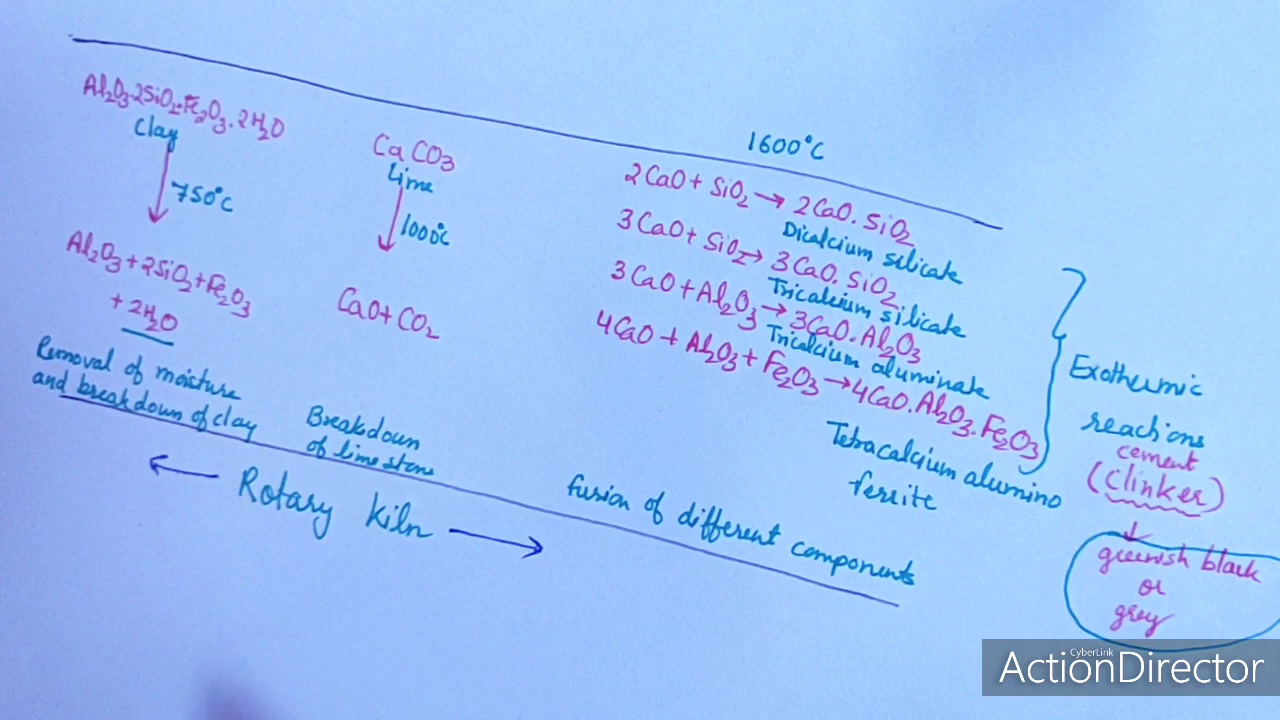 Al₂O₃.2SiO₂.Fe₂O₃.2H₂O
Clay
750°C
Al₂O₃+2SiO₂+Fe₂O₃
+ 2H₂O
Removal of moisture
and breakdown of clay
CaCO₃
Lime
1000°C
CaO+CO₂
Breakdown
of lime stone
1600°C
2CaO + SiO₂ → 2CaO.SiO₂
Dicalcium silicate
3CaO + SiO₂ → 3CaO.SiO₂
Tricalcium silicate
3CaO + Al₂O₃ → 3CaO.Al₂O₃
Tricalcium aluminate
4CaO + Al₂O₃ + Fe₂O₃ → 4CaO.Al₂O₃.Fe₂O₃
Tetracalcium alumino
ferrite
fusion of different components
← Rotary kiln →
Exothermic
reactions
cement
(Clinker)
greenish black
or
grey
CyberLink
ActionDirector